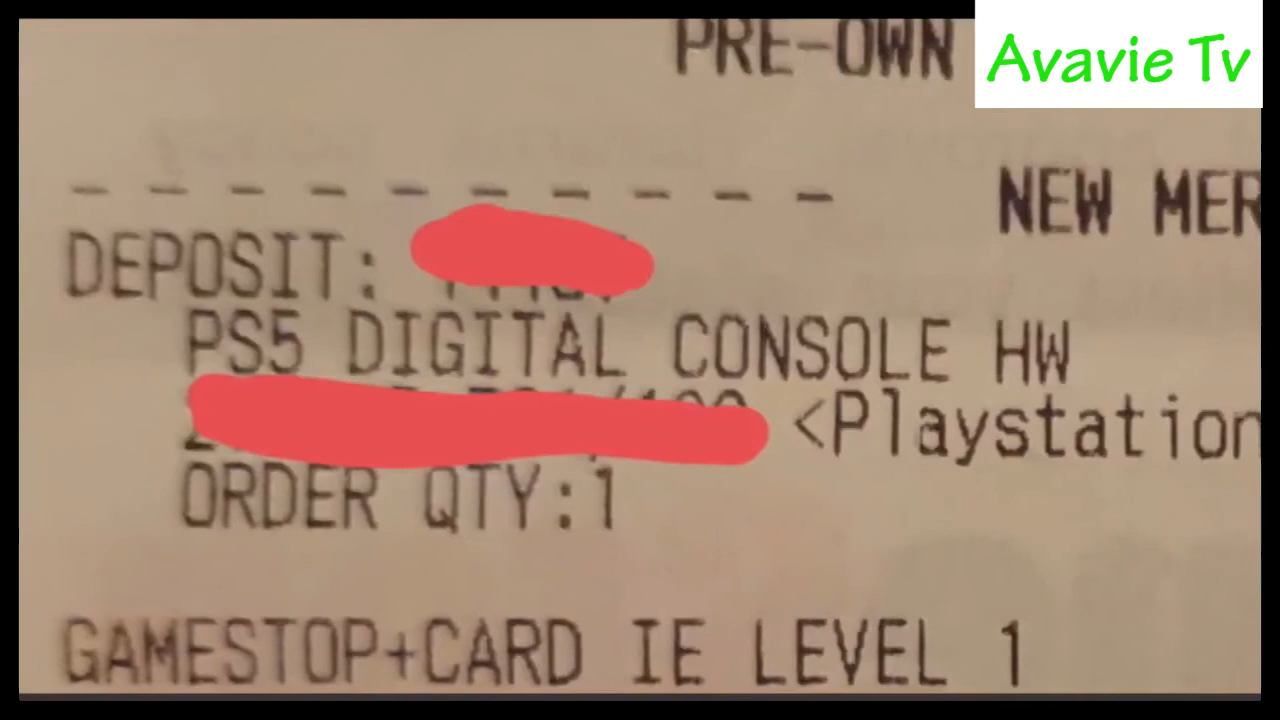 PRE-OWN
Avavie Tv
- - - - - - - - - - NEW MER
DEPOSIT:
PS5 DIGITAL CONSOLE HW
<Playstation
ORDER QTY:1
GAMESTOP+CARD IE LEVEL 1